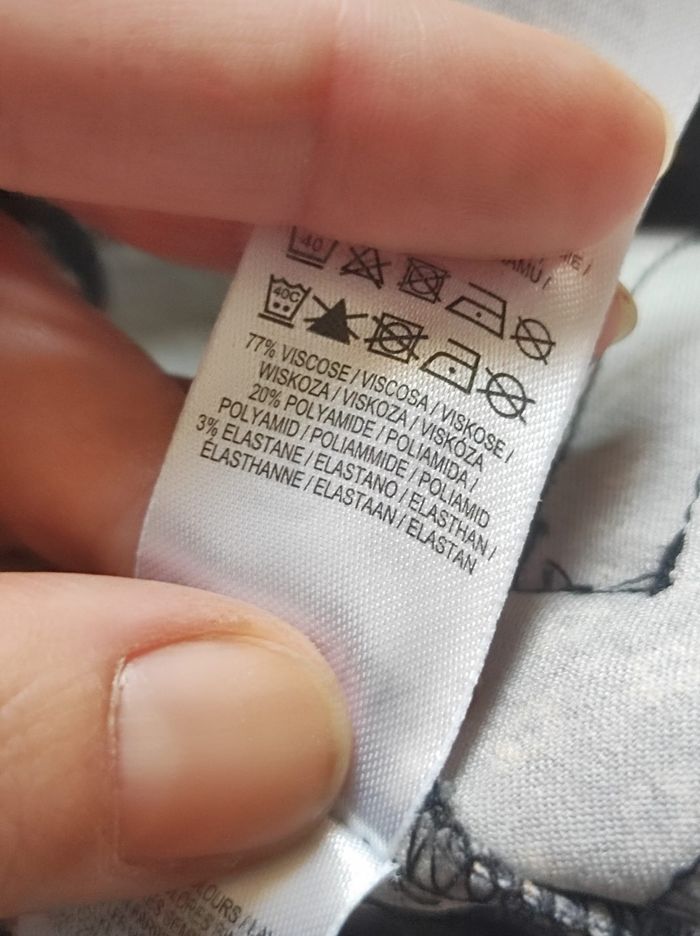 AMU /
40
40C
77% VISCOSE / VISCOSA / VISKOSE /
WISKOZA / VISKOZA / VISKÓZA
20% POLYAMIDE / POLIAMIDA /
POLYAMID / POLIAMMIDE / POLIAMID
3% ELASTANE / ELASTANO / ELASTHAN /
ÉLASTHANNE / ELASTAAN / ELASTAN